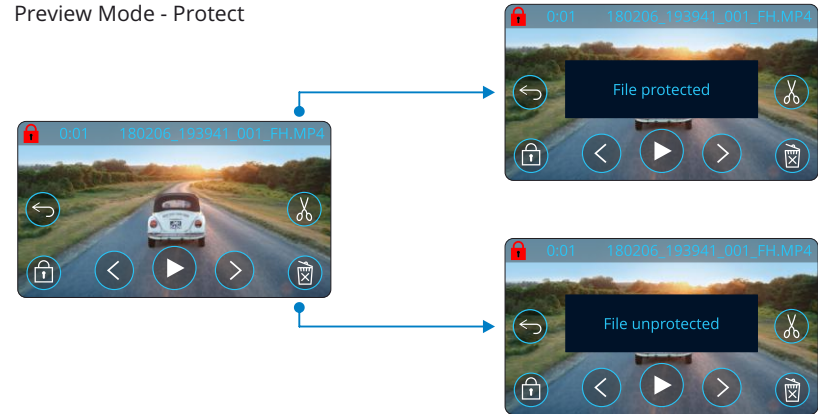 Preview Mode - Protect
0:01 180206_193941_001_FH.MP4
0:01 180206_193941_001_FH.MP4
File protected
0:01 180206_193941_001_FH.MP4
File unprotected